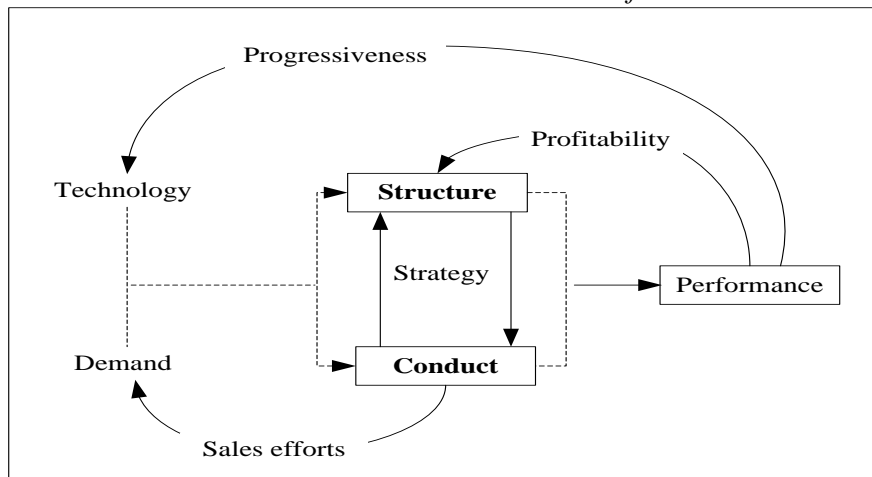 Progressiveness
Profitability
Technology
Structure
Strategy
Performance
Demand
Conduct
Sales efforts